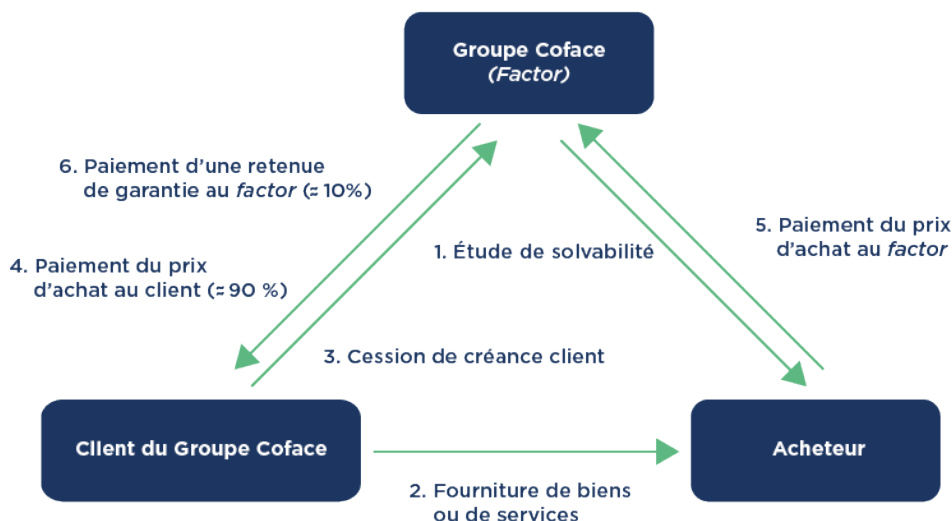 Groupe Coface
(Factor)
6. Paiement d’une retenue
de garantie au factor (≈ 10%)
4. Paiement du prix
d’achat au client (≈ 90 %)
1. Étude de solvabilité
5. Paiement du prix
d’achat au factor
3. Cession de créance client
Client du Groupe Coface
Acheteur
2. Fourniture de biens
ou de services